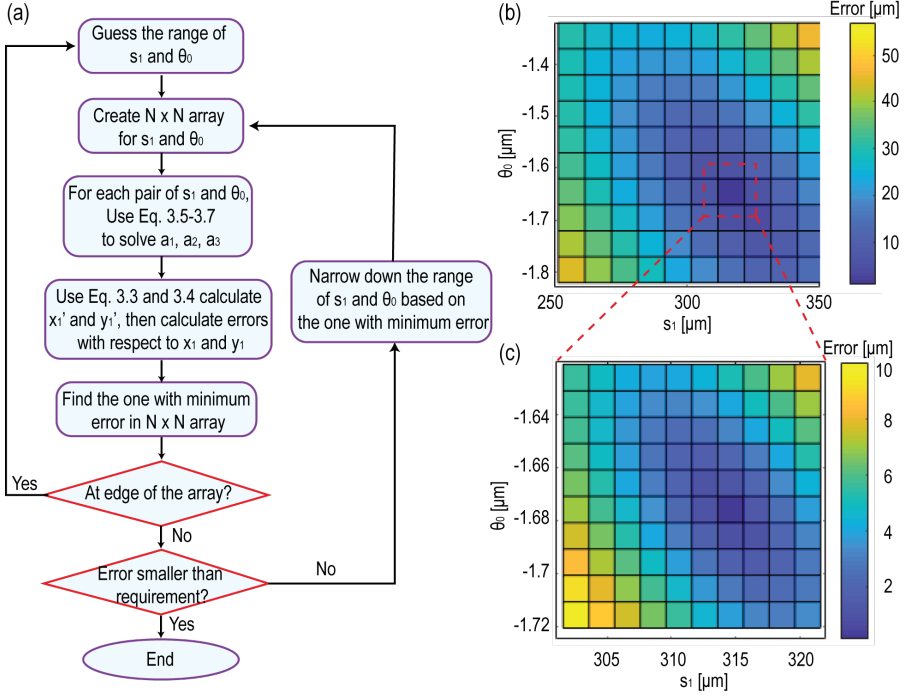 (a)
Guess the range of
s₁ and θ₀
Create N x N array
for s₁ and θ₀
For each pair of s₁ and θ₀,
Use Eq. 3.5-3.7
to solve a₁, a₂, a₃
Use Eq. 3.3 and 3.4 calculate
x₁' and y₁', then calculate errors
with respect to x₁ and y₁
Find the one with minimum
error in N x N array
At edge of the array?
Yes
No
Error smaller than
requirement?
No
Yes
End
Narrow down the range
of s₁ and θ₀ based on
the one with minimum error
(b)
Error [µm]
θ₀ [µm]
-1.4
-1.5
-1.6
-1.7
-1.8
250
300
350
s₁ [µm]
50
40
30
20
10
(c)
Error [µm]
θ₀ [µm]
-1.64
-1.66
-1.68
-1.7
-1.72
305
310
315
320
s₁ [µm]
10
8
6
4
2